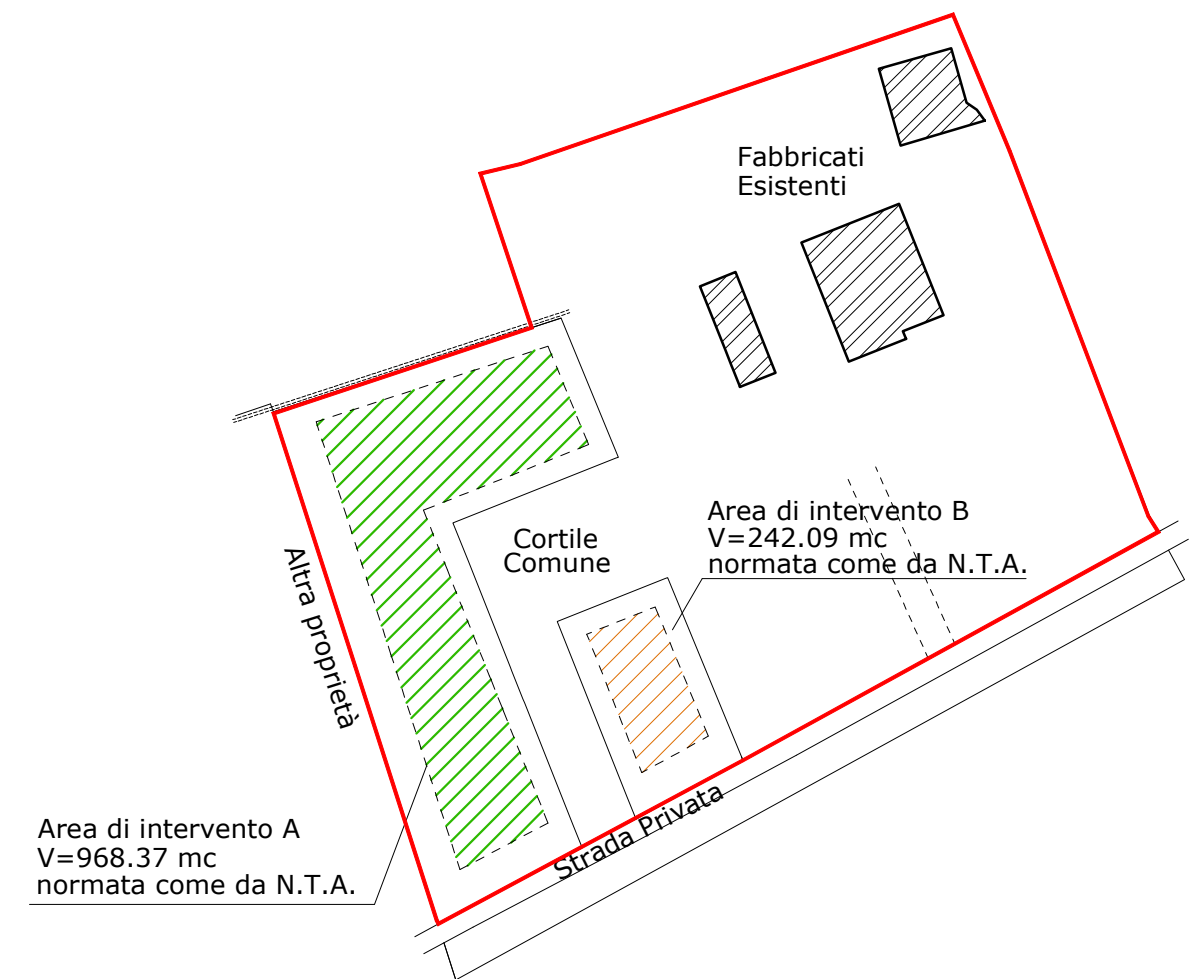 Fabbricati
Esistenti
Area di intervento B
V=242.09 mc
normata come da N.T.A.
Cortile
Comune
Altra proprietà
Strada Privata
Area di intervento A
V=968.37 mc
normata come da N.T.A.